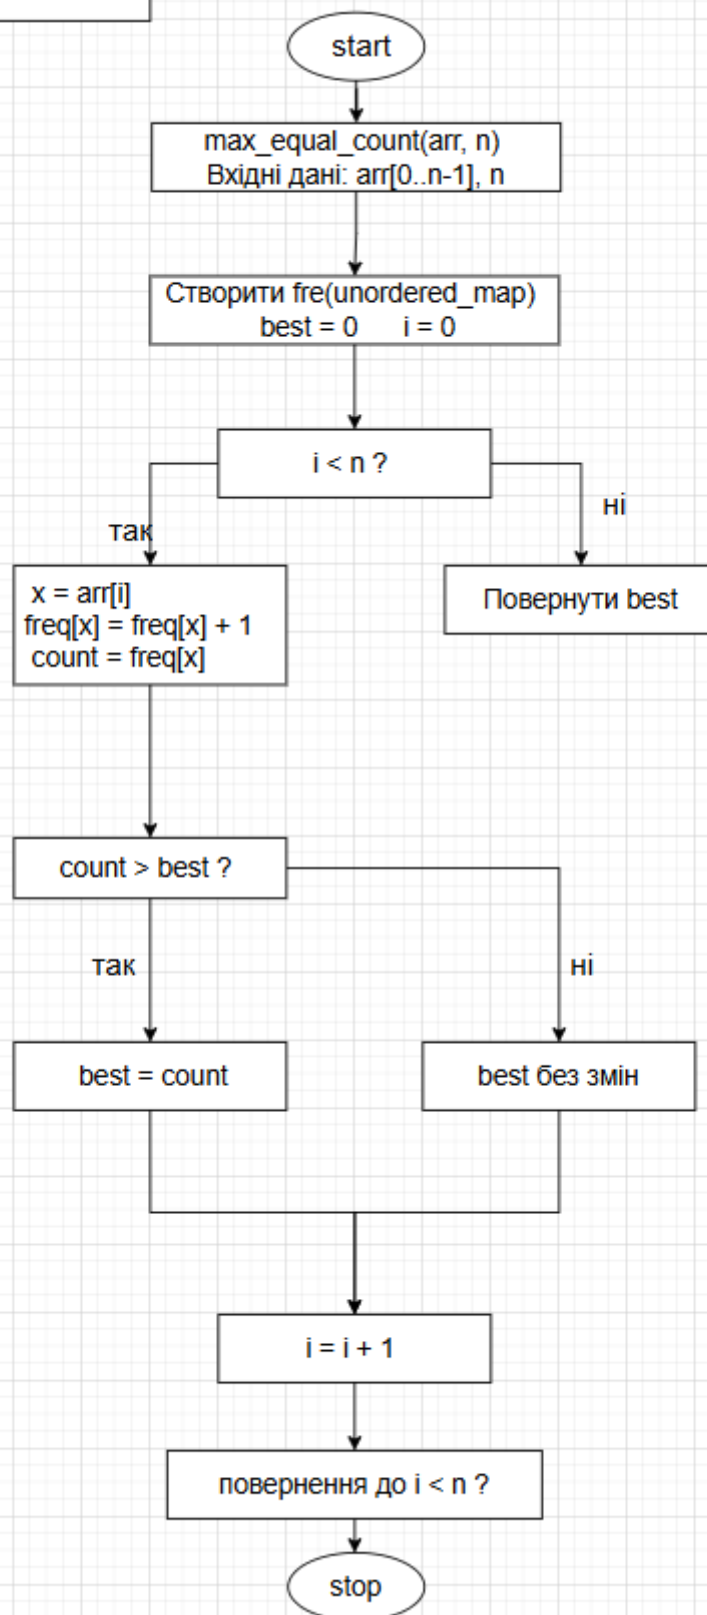 start
max_equal_count(arr, n)
Вхідні дані: arr[0..n-1], n
Створити fre(unordered_map)
best = 0 i = 0
i < n ?
так
ні
x = arr[i]
freq[x] = freq[x] + 1
count = freq[x]
Повернути best
count > best ?
так
ні
best = count
best без змін
i = i + 1
повернення до i < n ?
stop